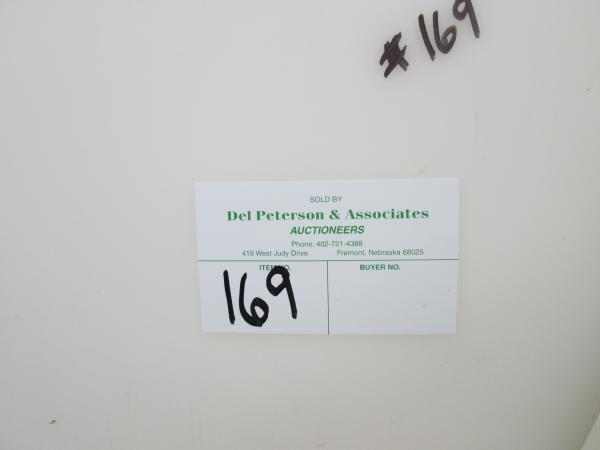 # 169
SOLD BY
Del Peterson & Associates
AUCTIONEERS
Phone: 402-721-4388
419 West Judy Drive Fremont, Nebraska 68025
ITEM NO. BUYER NO.
169